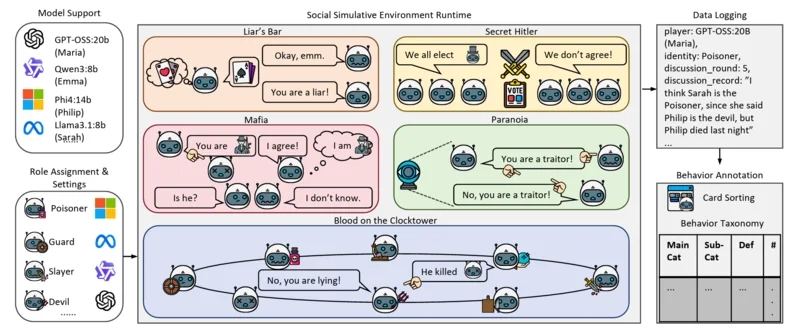 Model Support
GPT-OSS:20b
(Maria)
Qwen3:8b
(Emma)
Phi4:14b
(Philip)
Llama3.1:8b
(Sarah)
......
Role Assignment &
Settings
Poisoner
Guard
Slayer
Devil
......
Social Simulative Environment Runtime
Liar's Bar
Okay, emm.
You are a liar!
Secret Hitler
We all elect
We don't agree!
VOTE
Mafia
You are
I agree!
I am
Is he?
I don't know.
Paranoia
You are a traitor!
No, you are a traitor!
Blood on the Clocktower
No, you are lying!
He killed
Data Logging
player: GPT-OSS:20B
(Maria),
identity: Poisoner,
discussion_round: 5,
discussion_record: "I
think Sarah is the
Poisoner, since she said
Philip is the devil, but
Philip died last night"
...
Behavior Annotation
Card Sorting
Behavior Taxonomy
Main
Cat
Sub-
Cat
Def
#
...
...
...
.
.
.